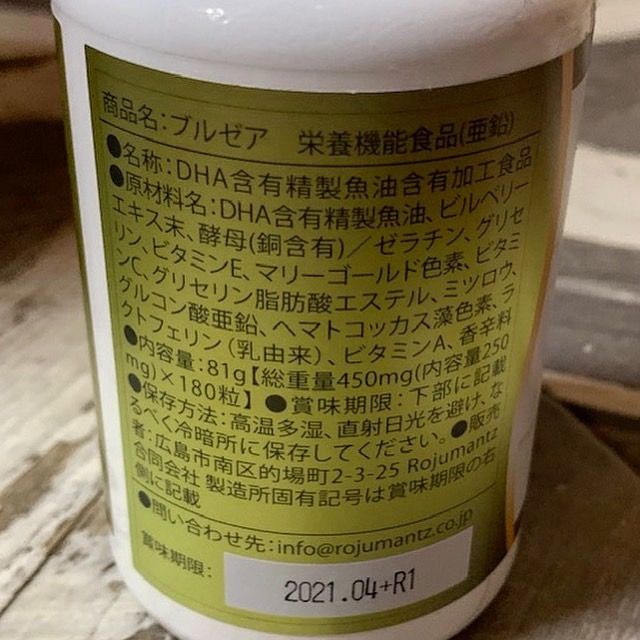 商品名:ブルゼア 栄養機能食品(亜鉛)
●名称:DHA含有精製魚油含有加工食品
●原材料名:DHA含有精製魚油、ビルベリー
エキス末、酵母(銅含有)/ゼラチン、グリセ
リン、ビタミンE、マリーゴールド色素、ビタミ
ンC、グリセリン脂肪酸エステル、ミツロウ、
グルコン酸亜鉛、ヘマトコッカス藻色素、ラ
クトフェリン(乳由来)、ビタミンA、香辛料
●内容量:81g【総重量450mg(内容量250
mg)×180粒】●賞味期限:下部に記載
●保存方法:高温多湿、直射日光を避け、な
るべく冷暗所に保存してください。●販売
者:広島市南区的場町2-3-25 Rojumantz
合同会社 製造所固有記号は賞味期限の右
側に記載
●問い合わせ先:info@rojumantz.co.jp
賞味期限:
2021.04+R1